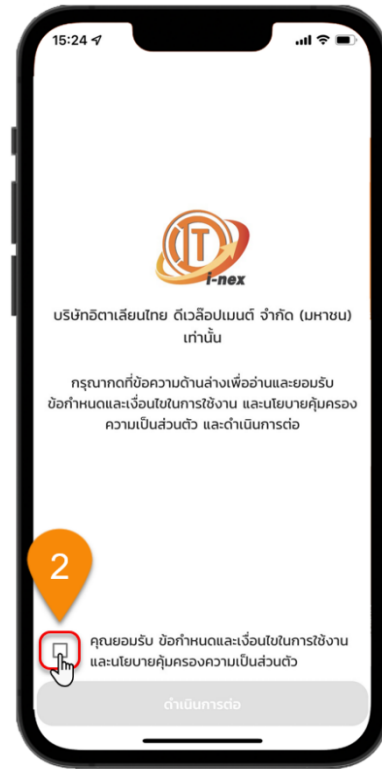 15:24
IT
i-nex
บริษัทอิตาเลียนไทย ดีเวล๊อปเมนต์ จำกัด (มหาชน)
เท่านั้น
กรุณากดที่ข้อความด้านล่างเพื่ออ่านและยอมรับ
ข้อกำหนดและเงื่อนไขในการใช้งาน และนโยบายคุ้มครอง
ความเป็นส่วนตัว และดำเนินการต่อ
2
คุณยอมรับ ข้อกำหนดและเงื่อนไขในการใช้งาน
และนโยบายคุ้มครองความเป็นส่วนตัว
ดำเนินการต่อ